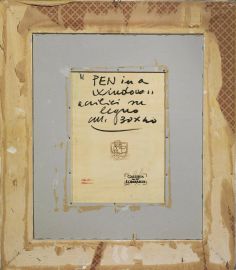 " PEN in a
Window "
acrilici su
legno
cm. 30x40